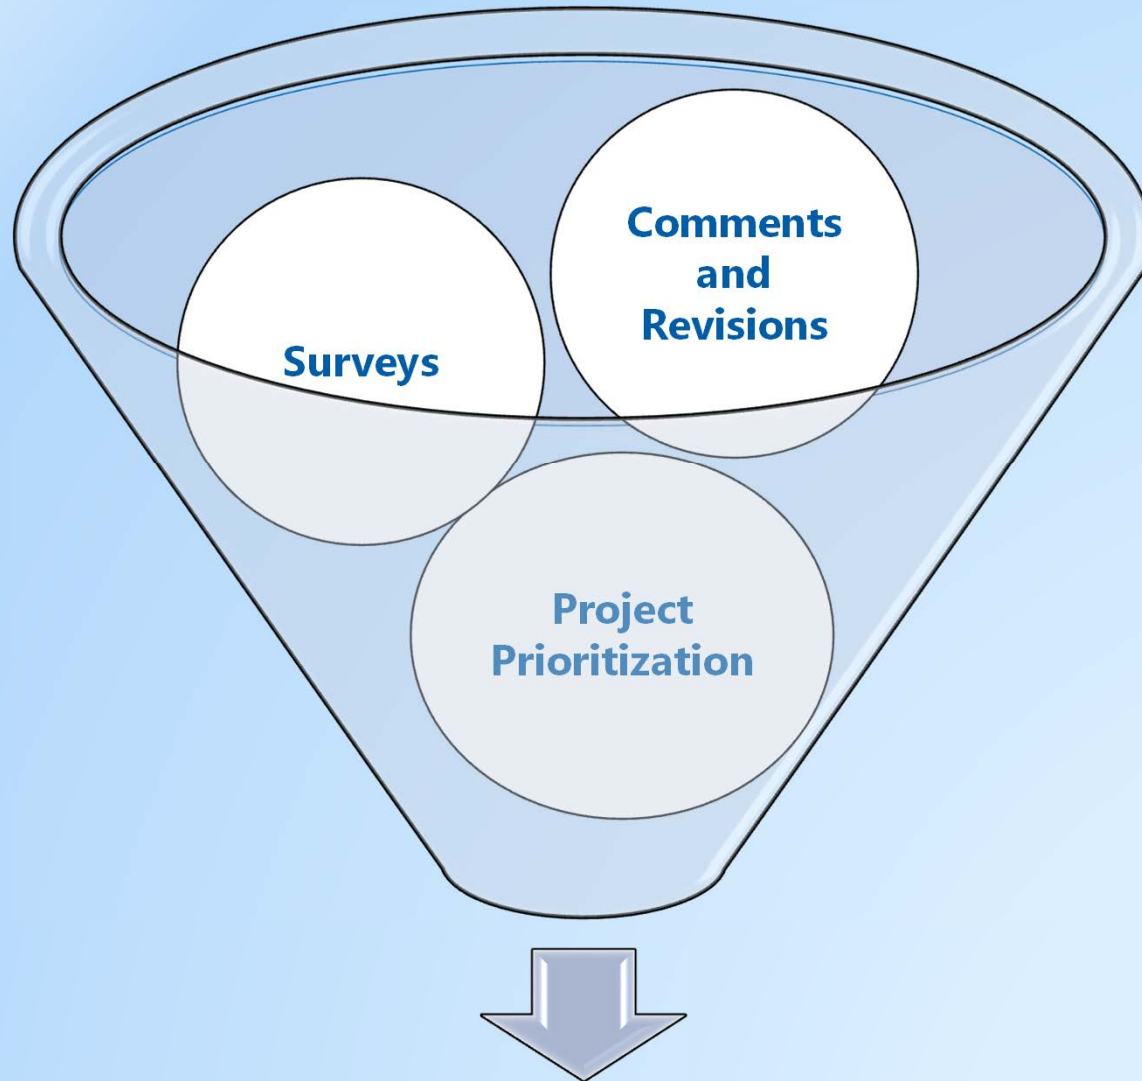 Comments
and
Revisions
Surveys
Project
Prioritization